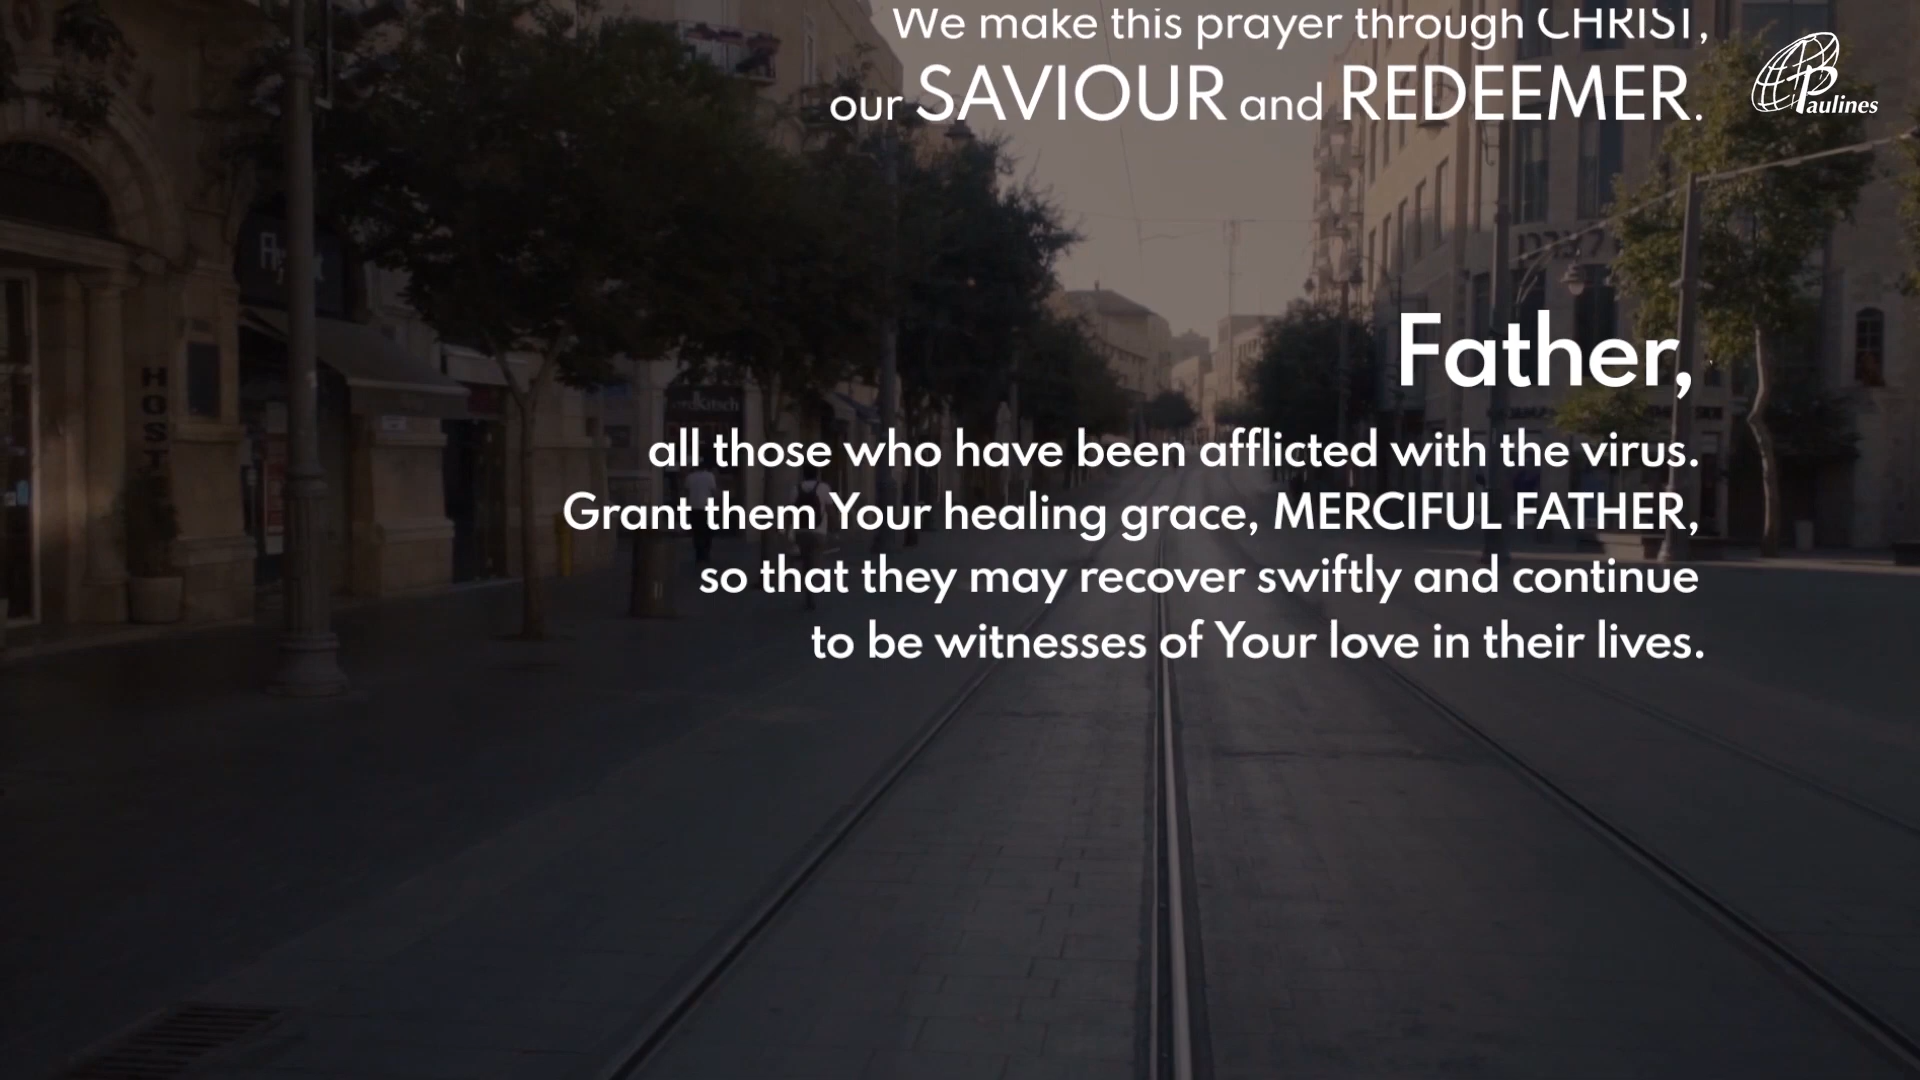 We make this prayer through CHRIST,
our SAVIOUR and REDEEMER.
Paulines
Father,
all those who have been afflicted with the virus.
Grant them Your healing grace, MERCIFUL FATHER,
so that they may recover swiftly and continue
to be witnesses of Your love in their lives.
HOSTEL